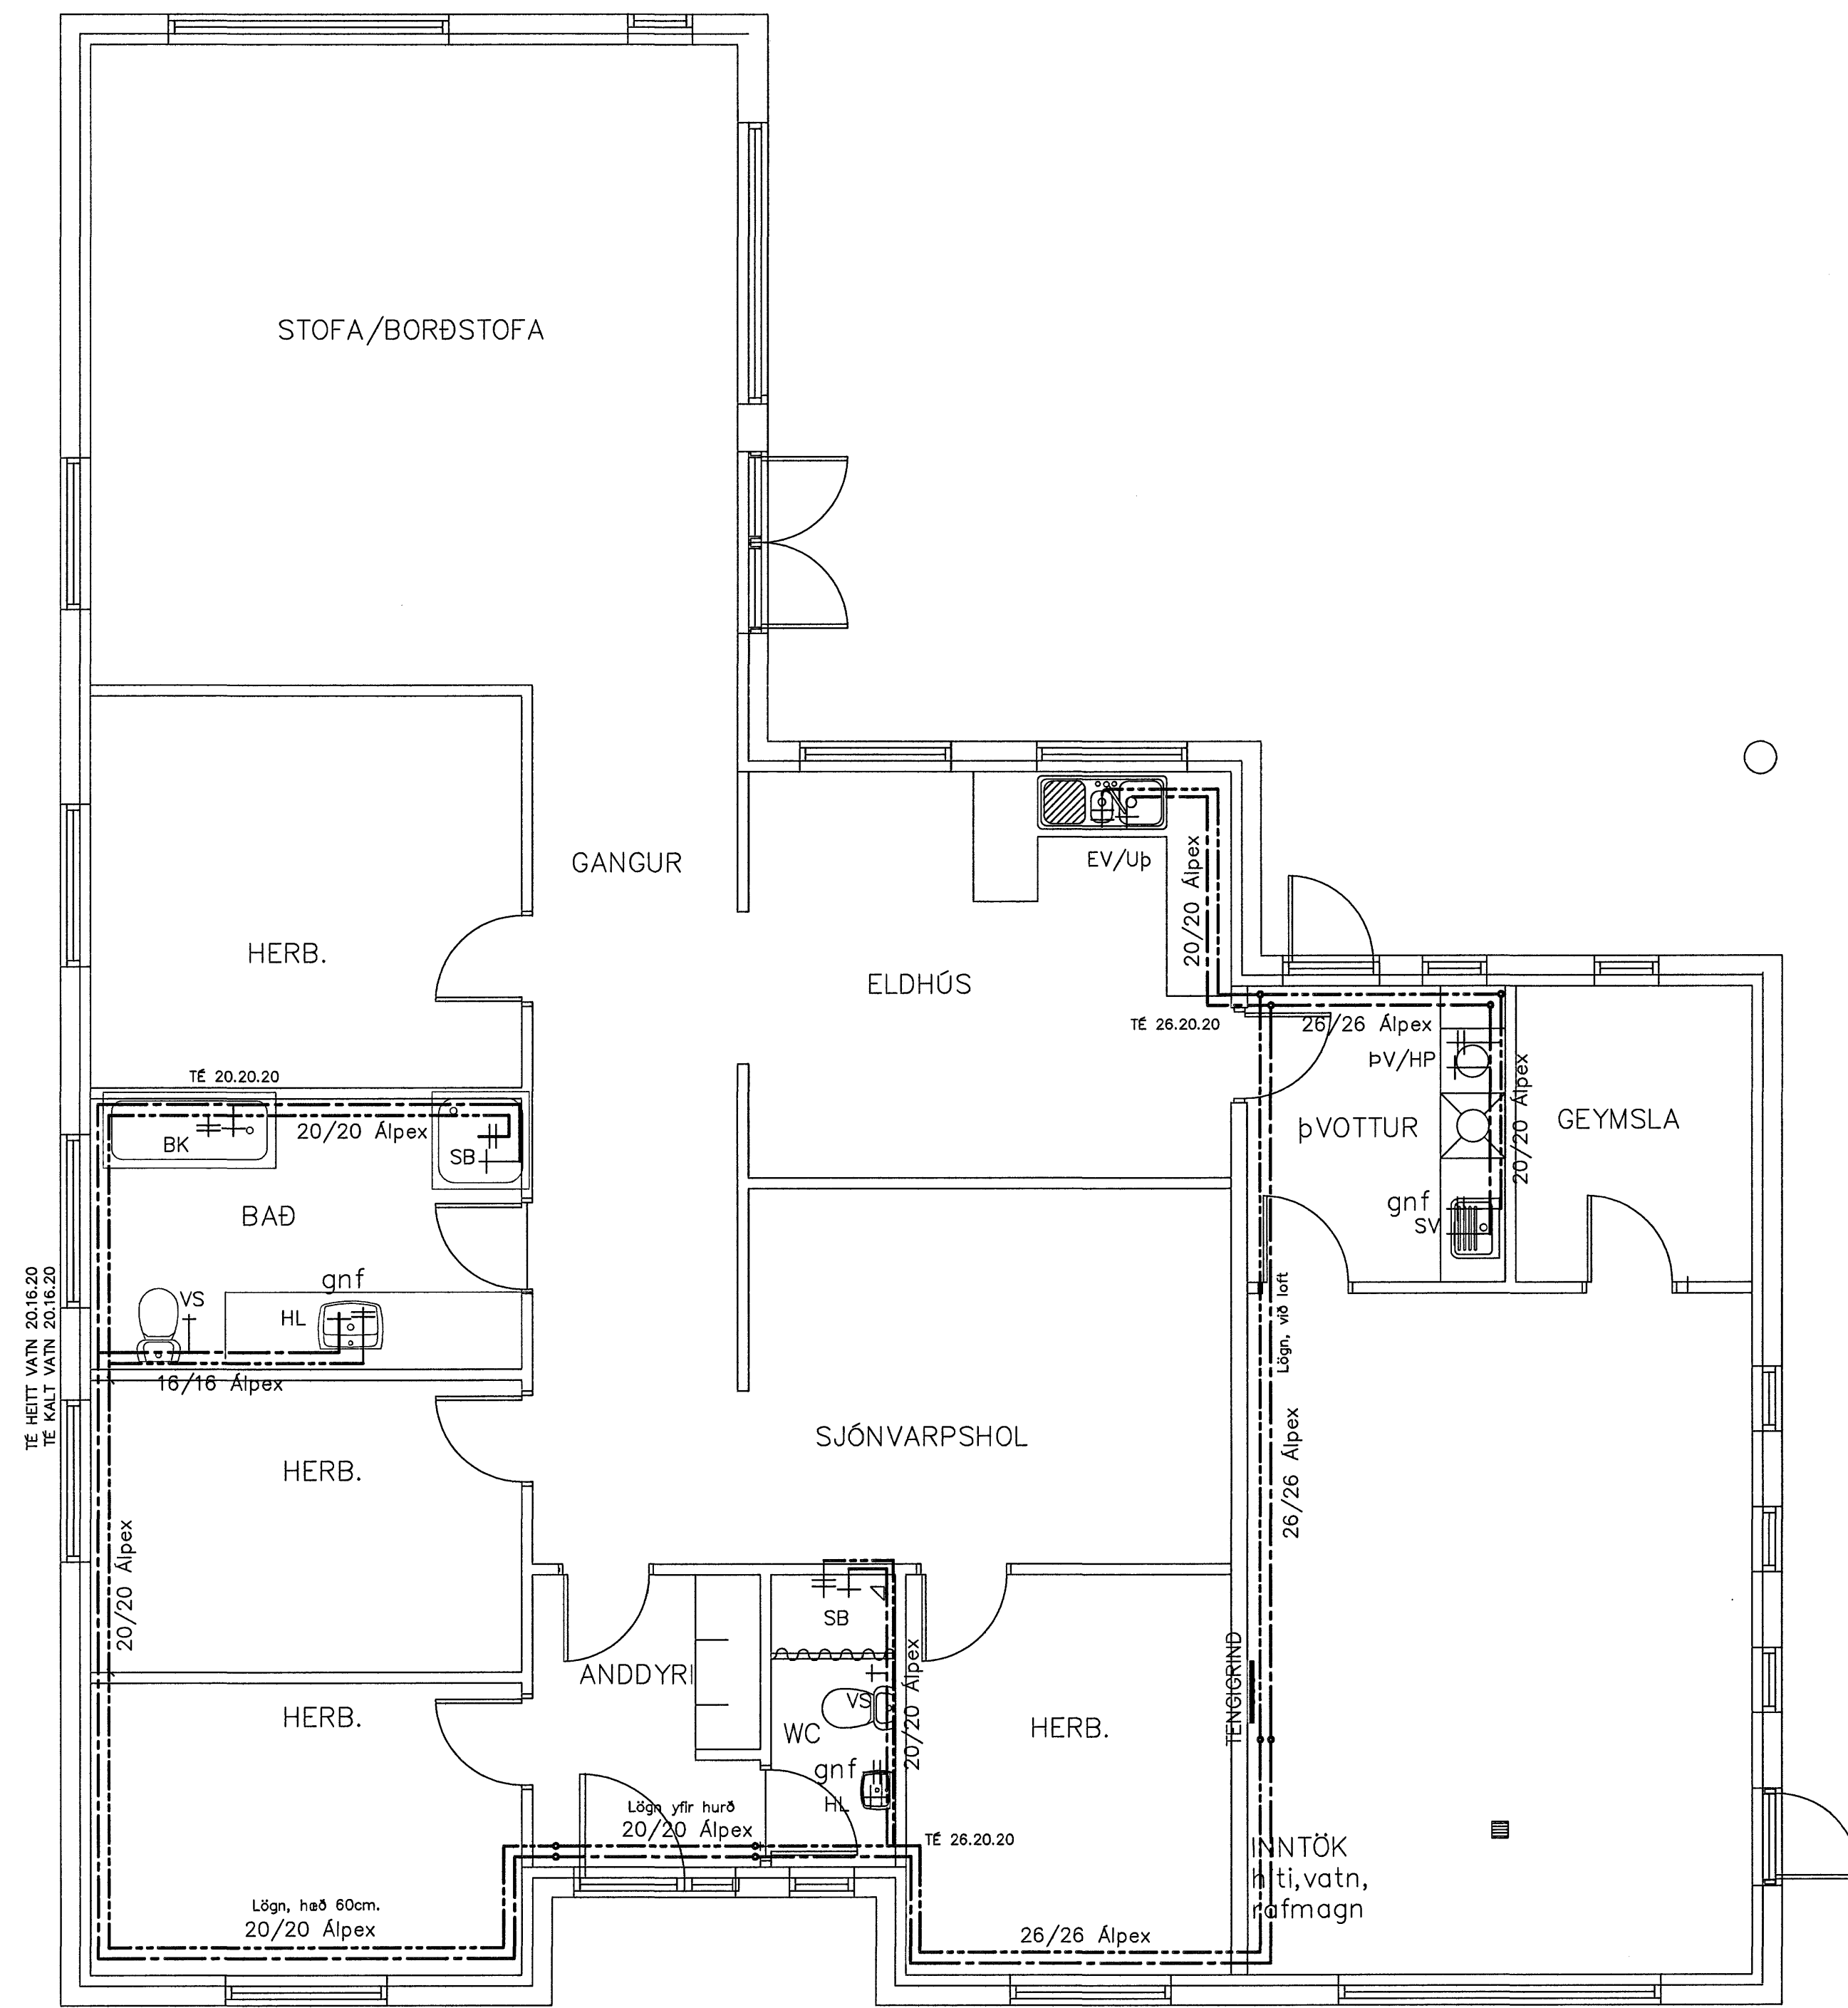 STOFA/BORÐSTOFA
GANGUR
EV/Uþ
20/20 Álpex
HERB.
ELDHÚS
TÉ 26.20.20
26/26 Álpex
ÞV/HP
20/20 Álpex
þVOTTUR
GEYMSLA
gnf
SV
TÉ 20.20.20
BK
20/20 Álpex
SB
BAÐ
gnf
VS
HL
16/16 Álpex
TÉ HEITT VATN 20.16.20
TÉ KALT VATN 20.16.20
Lögn, við loft
26/26 Álpex
SJÓNVARPSHOL
HERB.
20/20 Álpex
SB
ANDDYRI
VS
20/20 Álpex
WC
gnf
HL
HERB.
TENGIGRIND
HERB.
Lögn yfir hurð
20/20 Álpex
TÉ 26.20.20
INNTÖK
hiti,vatn,
rafmagn
Lögn, hæð 60cm.
20/20 Álpex
26/26 Álpex